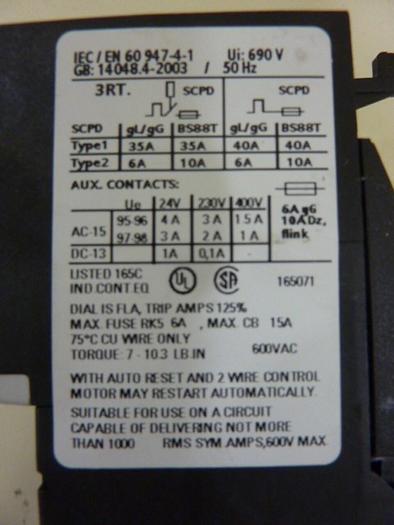 IEC/EN 60 947-4-1 Ui: 690 V
GB: 14048.4-2003 / 50 Hz
3RT. SCPD SCPD
SCPD gL/gG BS88T gL/gG BS88T
Type1 35A 35A 40A 40A
Type2 6A 10A 6A 10A
AUX. CONTACTS:
Ue 24V 230V 400V
AC-15 95-96 4 A 3 A 1.5 A
97-98 3 A 2 A 1 A
DC-13 1A 0,1A
6A gG
10A Dz,
flink
LISTED 165C UL SA 165071
IND.CONT.EQ.
DIAL IS FLA, TRIP AMPS 125%
MAX. FUSE RK5 6A , MAX. CB 15A
75°C CU WIRE ONLY
TORQUE: 7 - 10.3 LB.IN 600VAC
WITH AUTO RESET AND 2 WIRE CONTROL
MOTOR MAY RESTART AUTOMATICALLY.
SUITABLE FOR USE ON A CIRCUIT
CAPABLE OF DELIVERING NOT MORE
THAN 1000 RMS SYM AMPS,600V MAX